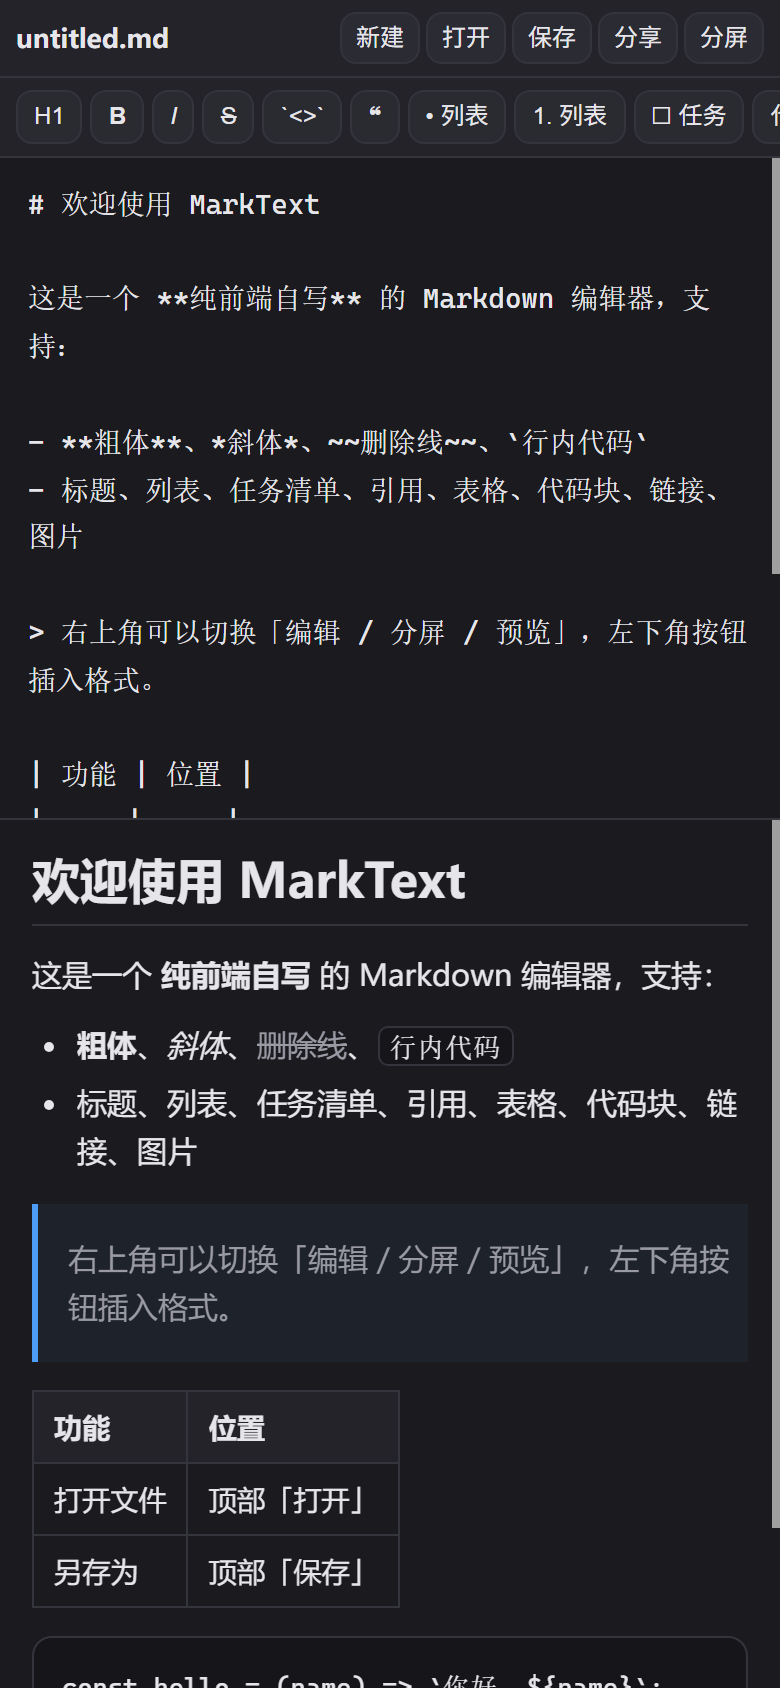 untitled.md 新建 打开 保存 分享 分屏
H1 B I S `<>` ❝ • 列表 1. 列表 ☐ 任务
# 欢迎使用 MarkText
这是一个 **纯前端自写** 的 Markdown 编辑器，支
持：
- **粗体**、*斜体*、~~删除线~~、`行内代码`
- 标题、列表、任务清单、引用、表格、代码块、链接、
图片
> 右上角可以切换「编辑 / 分屏 / 预览」，左下角按钮
插入格式。
| 功能 | 位置 |
欢迎使用 MarkText
这是一个 纯前端自写 的 Markdown 编辑器，支持：
• 粗体、斜体、删除线、行内代码
• 标题、列表、任务清单、引用、表格、代码块、链
接、图片
右上角可以切换「编辑 / 分屏 / 预览」，左下角按
钮插入格式。
功能 位置
打开文件 顶部「打开」
另存为 顶部「保存」
const hello = (name) => `你好, ${name}`;